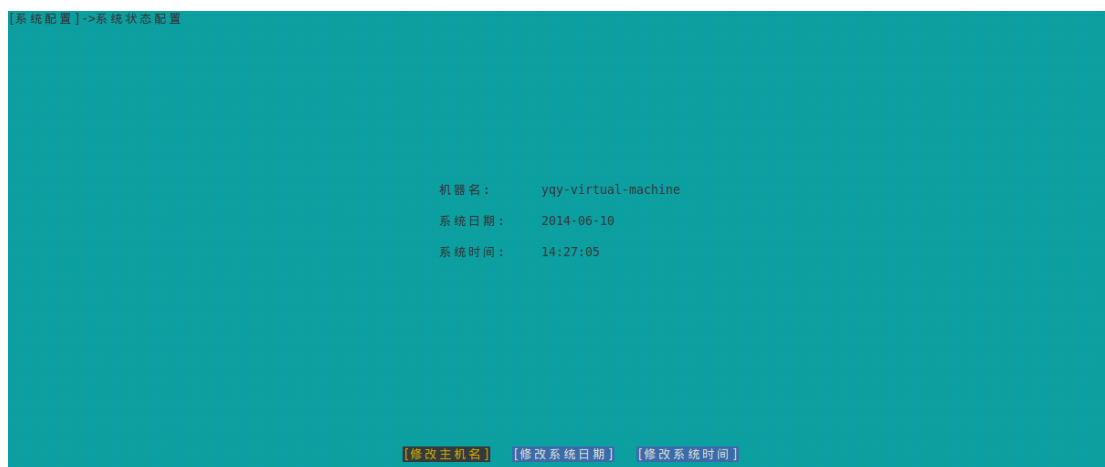 [系统配置]->系统状态配置
机器名: yqy-virtual-machine
系统日期: 2014-06-10
系统时间: 14:27:05
[修改主机名] [修改系统日期] [修改系统时间]